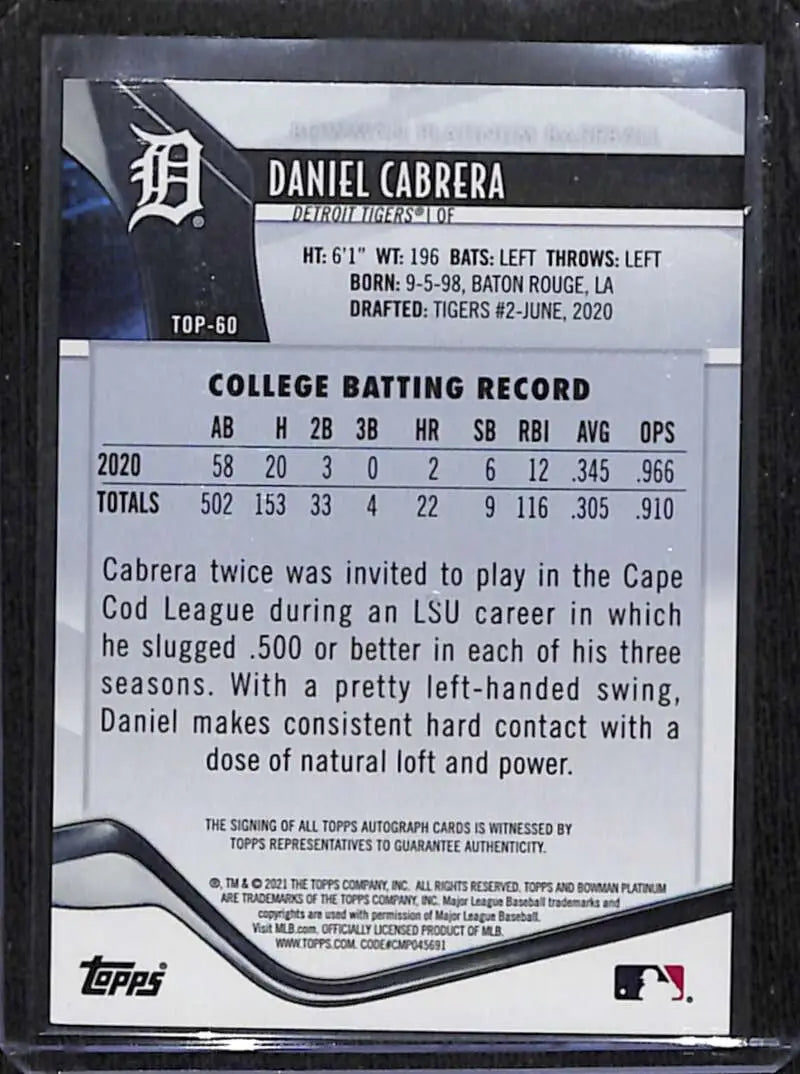 BOWMAN PLATINUM BASEBALL
DANIEL CABRERA
DETROIT TIGERS® | OF
HT: 6'1" WT: 196 BATS: LEFT THROWS: LEFT
BORN: 9-5-98, BATON ROUGE, LA
DRAFTED: TIGERS #2-JUNE, 2020
TOP-60
COLLEGE BATTING RECORD
AB H 2B 3B HR SB RBI AVG OPS
2020 58 20 3 0 2 6 12 .345 .966
TOTALS 502 153 33 4 22 9 116 .305 .910
Cabrera twice was invited to play in the Cape
Cod League during an LSU career in which
he slugged .500 or better in each of his three
seasons. With a pretty left-handed swing,
Daniel makes consistent hard contact with a
dose of natural loft and power.
THE SIGNING OF ALL TOPPS AUTOGRAPH CARDS IS WITNESSED BY
TOPPS REPRESENTATIVES TO GUARANTEE AUTHENTICITY.
®, TM & © 2021 THE TOPPS COMPANY, INC. ALL RIGHTS RESERVED. TOPPS AND BOWMAN PLATINUM
ARE TRADEMARKS OF THE TOPPS COMPANY, INC. Major League Baseball trademarks and
copyrights are used with permission of Major League Baseball.
Visit MLB.com. OFFICIALLY LICENSED PRODUCT OF MLB.
WWW.TOPPS.COM. CODE#CMP045691
topps®